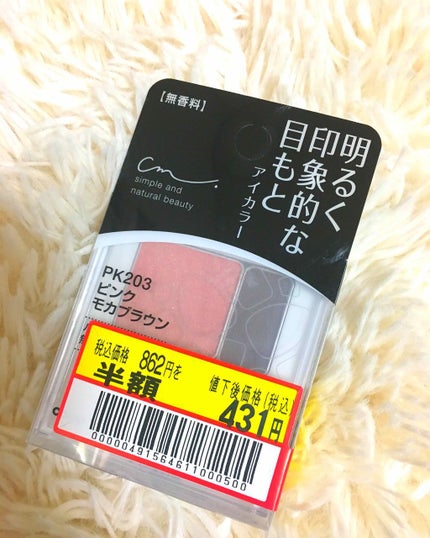 【無香料】
明るく
印象的な
目もと
アイカラー
cm.
simple and
natural beauty
PK203
ピンク
モカブラウン
税込価格 862円を
半額
値下後価格(税込
431円
0000049156461­1000500